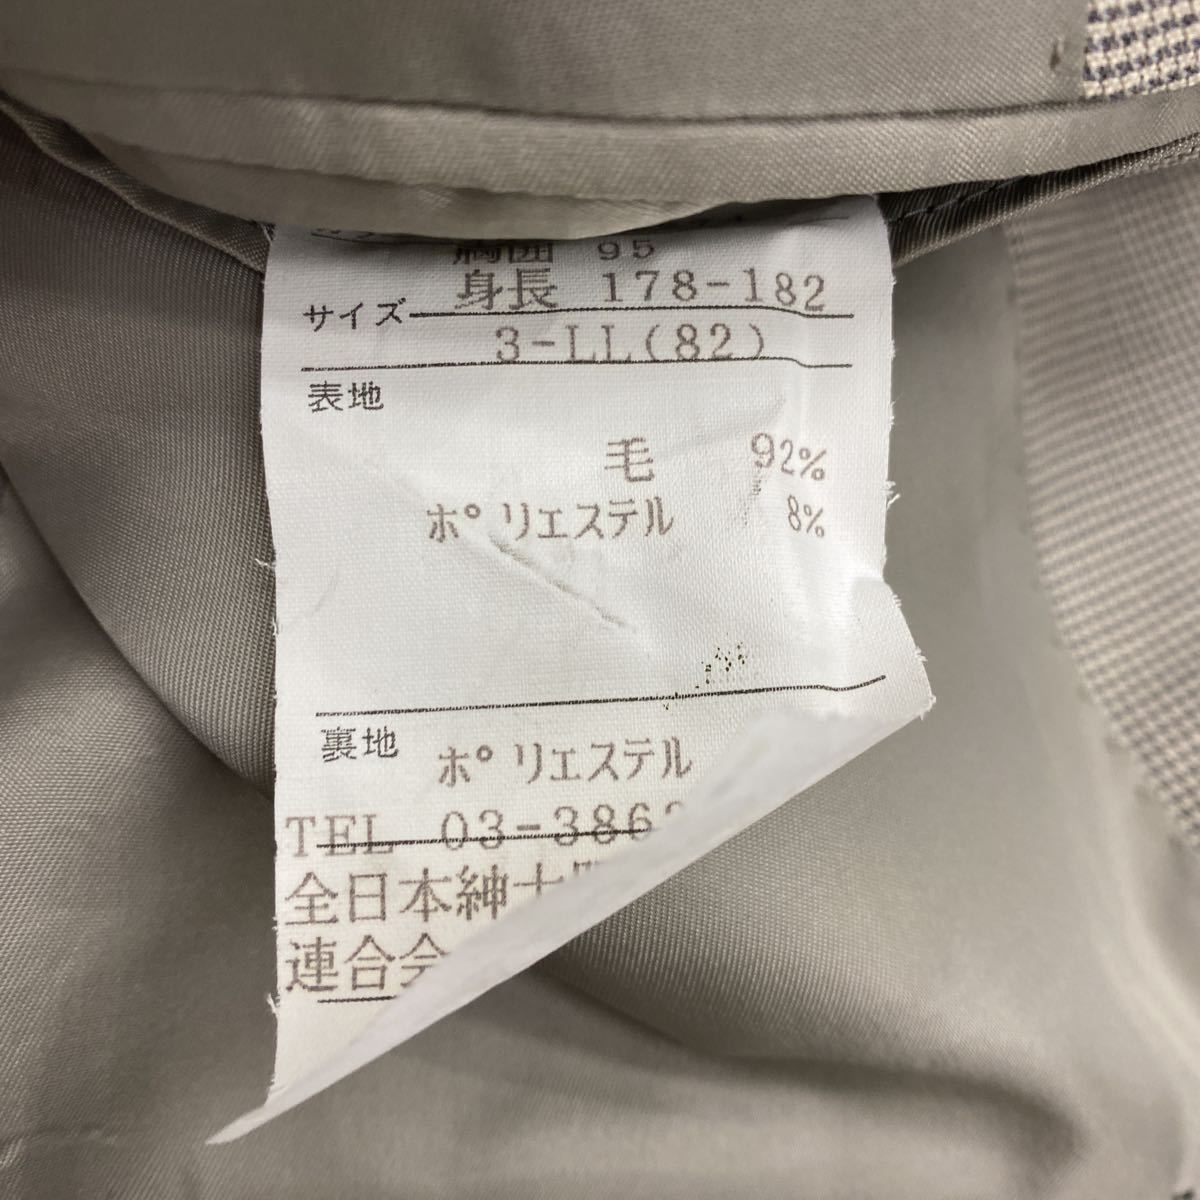 胸囲 95
身長 178-182
サイズ
3-LL(82)
表地
毛 92%
ポリエステル 8%
裏地
ポリエステル
TEL 03-386
全日本紳士
連合会